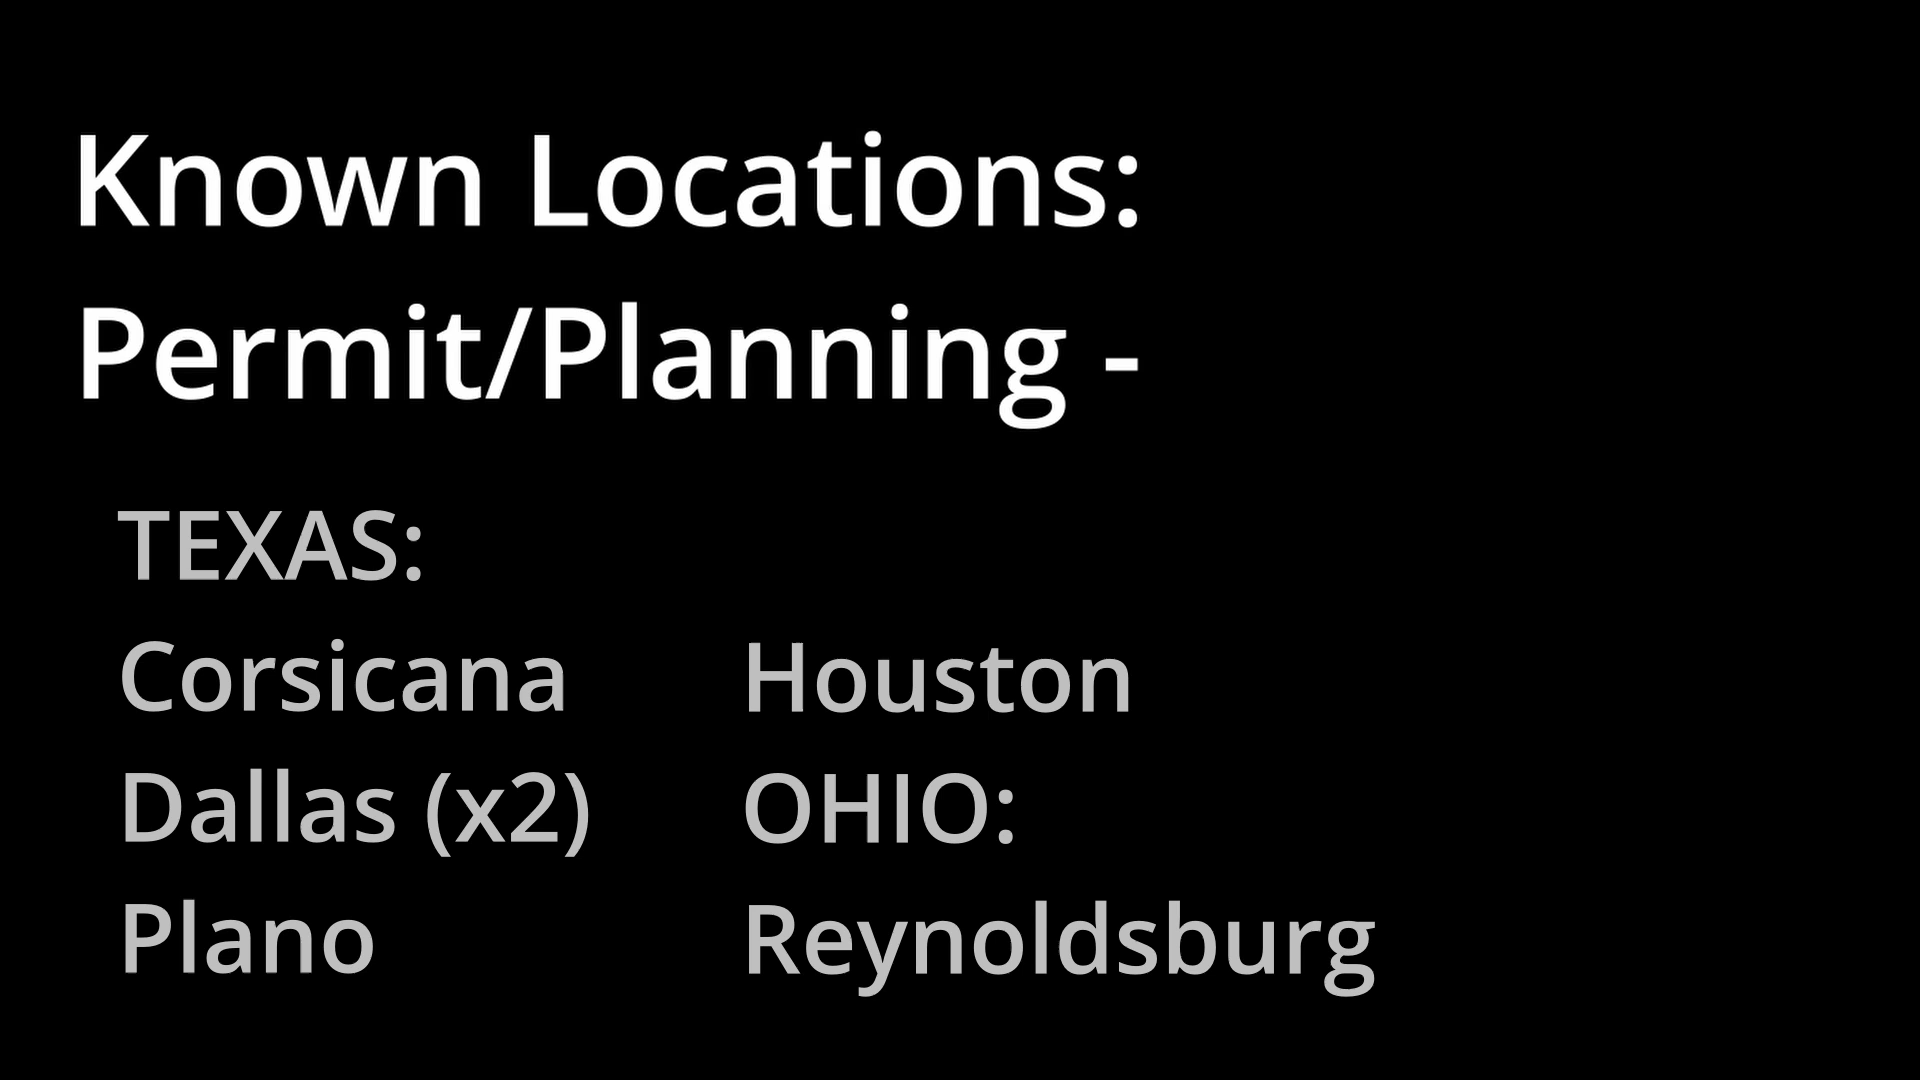 Known Locations:
Permit/Planning -
TEXAS:
Corsicana
Dallas (x2)
Plano
Houston
OHIO:
Reynoldsburg